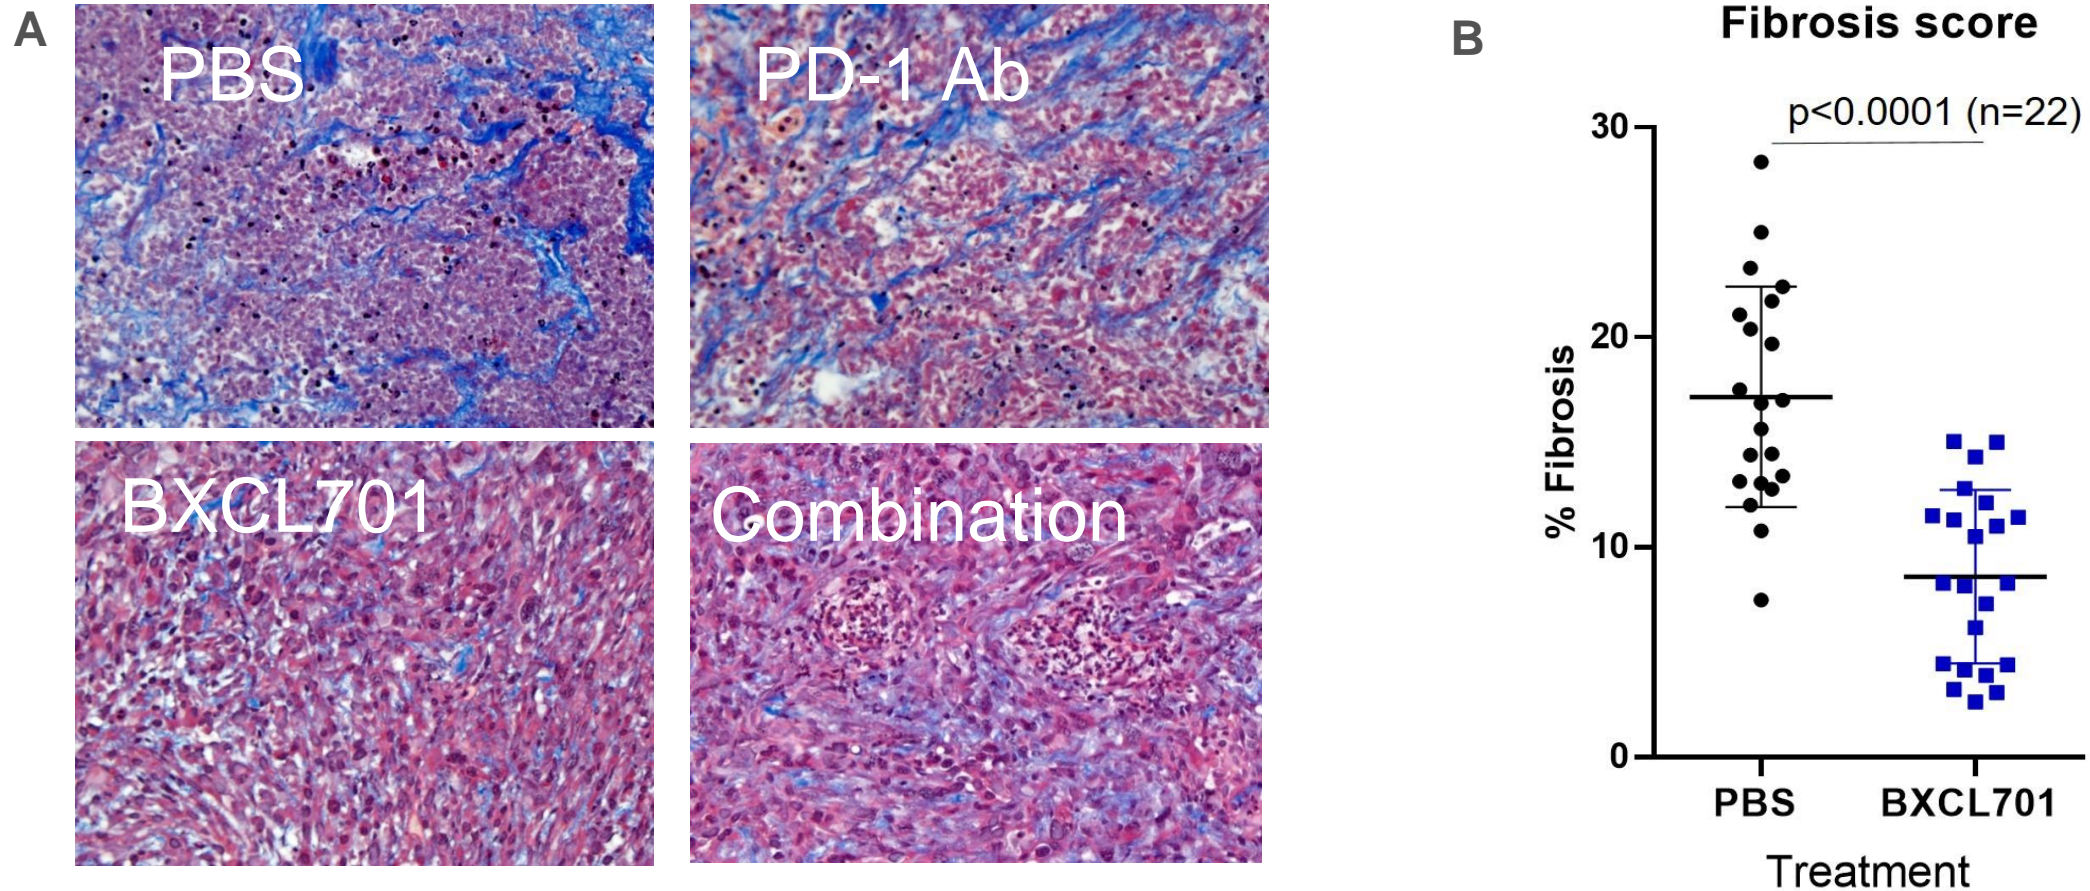 A
PBS
PD-1 Ab
BXCL701
Combination
B
Fibrosis score
p<0.0001 (n=22)
% Fibrosis
30
20
10
0
PBS
BXCL701
Treatment